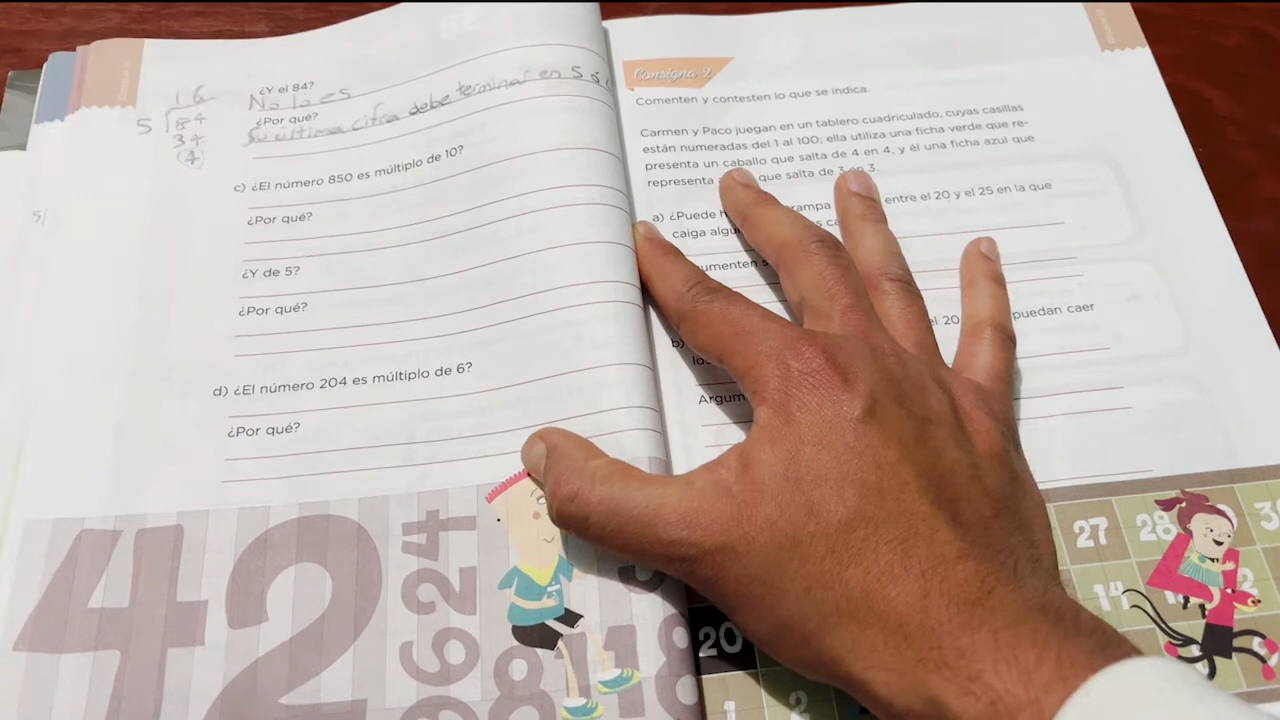 16
5 84
34
(4)
5/
¿Y el 84?
No lo es
¿Por qué?
Su última cifra debe terminar en 5 ó
c) ¿El número 850 es múltiplo de 10?
¿Por qué?
¿Y de 5?
¿Por qué?
d) ¿El número 204 es múltiplo de 6?
¿Por qué?
42
624
Consigna 2
Comenten y contesten lo que se indica.
Carmen y Paco juegan en un tablero cuadriculado, cuyas casillas
están numeradas del 1 al 100; ella utiliza una ficha verde que re-
presenta un caballo que salta de 4 en 4, y él una ficha azul que
representa que salta de 3 en 3.
a) ¿Puede trampa entre el 20 y el 25 en la que
caiga
b) el 20 puedan caer
27 28
14
20
1 2